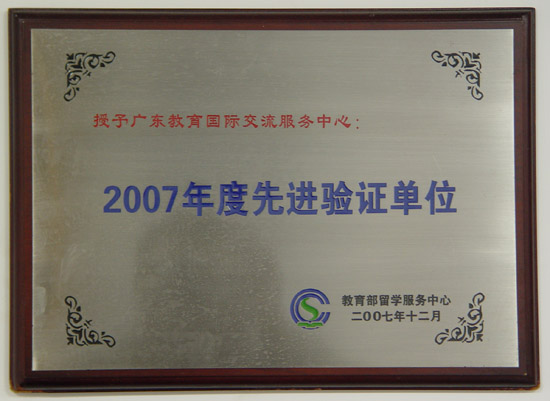 授予广东教育国际交流服务中心：
2007年度先进验证单位
教育部留学服务中心
二00七年十二月